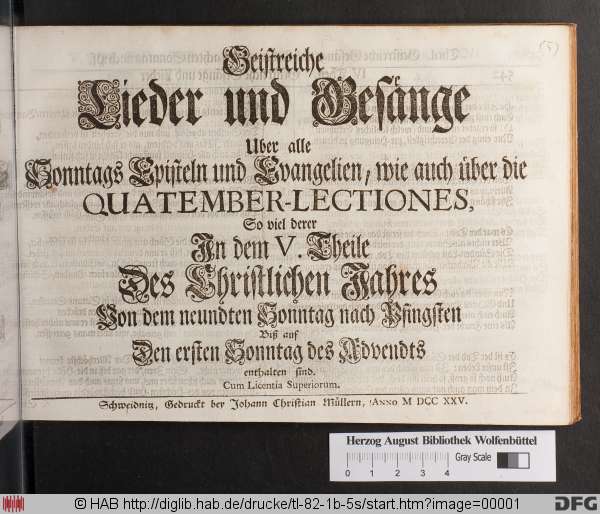 (5)
Geistreiche
Lieder und Gesänge
Uber alle
Sonntags Episteln und Evangelien, wie auch über die
QUATEMBER-LECTIONES,
So viel derer
In dem V. Theile
Des Christlichen Jahres
Von dem neundten Sonntag nach Pfingsten
Biß auf
Den ersten Sonntag des Advendts
enthalten sind.
Cum Licentia Superiorum.
Schweidnitz, Gedruckt bey Johann Christian Müllern, ANNO M DCC XXV.
Herzog August Bibliothek Wolfenbüttel
0 1 2 3 4 Gray Scale
© HAB http://diglib.hab.de/drucke/tl-82-1b-5s/start.htm?image=00001
DFG